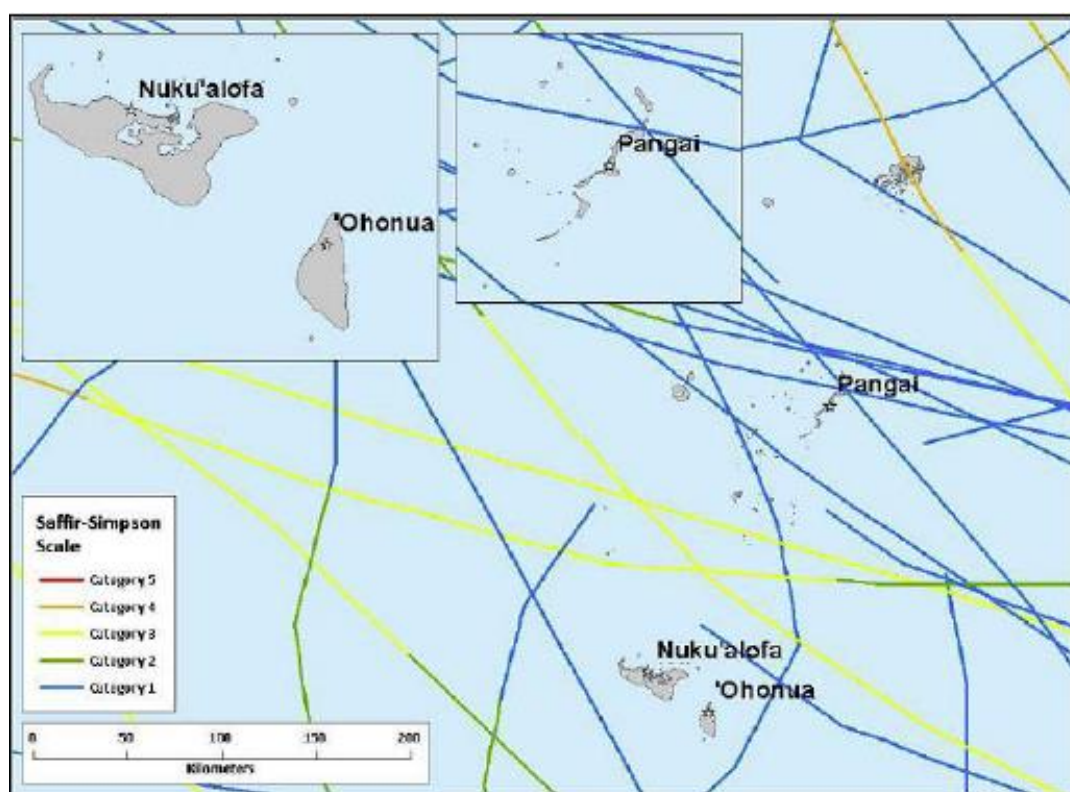 Nuku'alofa
'Ohonua
Pangai
Pangai
Nuku'alofa
'Ohonua
Saffir-Simpson
Scale
Category 5
Category 4
Category 3
Category 2
Category 1
0 50 100 150 200
Kilometers